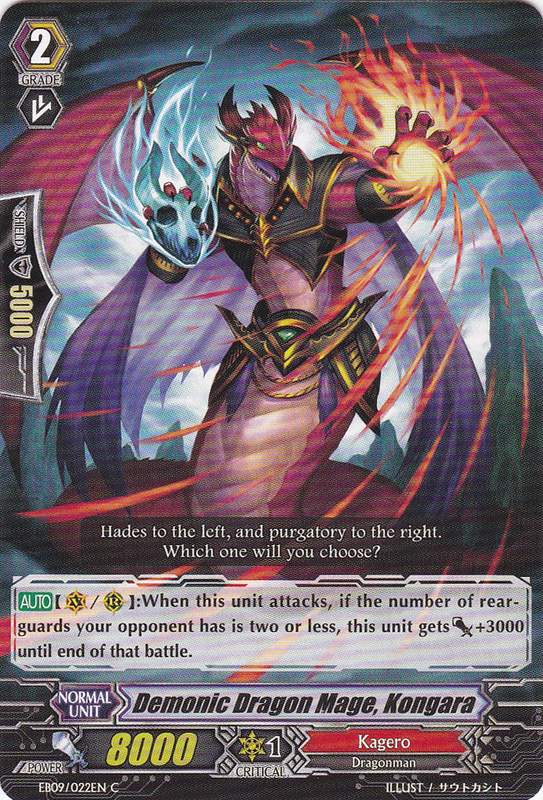 2
GRADE
SHIELD
5000
Hades to the left, and purgatory to the right.
Which one will you choose?
AUTO【 V / R 】:When this unit attacks, if the number of rear-
guards your opponent has is two or less, this unit gets +3000
until end of that battle.
NORMAL
UNIT
Demonic Dragon Mage, Kongara
POWER
8000
1
CRITICAL
Kagero
Dragonman
EB09/022EN C
ILLUST / サウトカシト